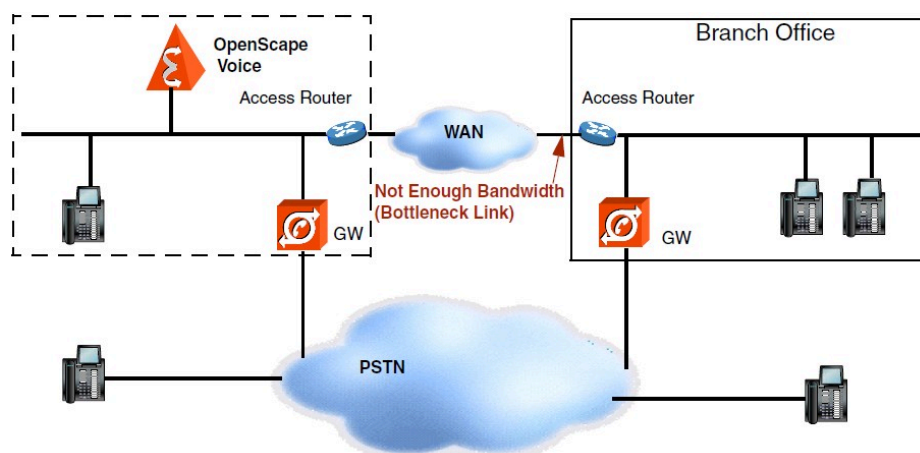 OpenScape
Voice
Branch Office
Access Router
Access Router
WAN
Not Enough Bandwidth
(Bottleneck Link)
GW
GW
PSTN